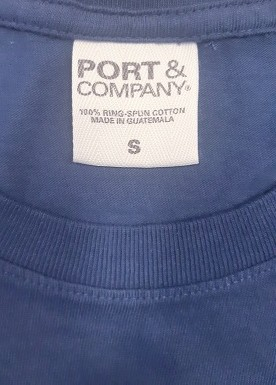 PORT &
COMPANY®
100% RING-SPUN COTTON
MADE IN GUATEMALA
S